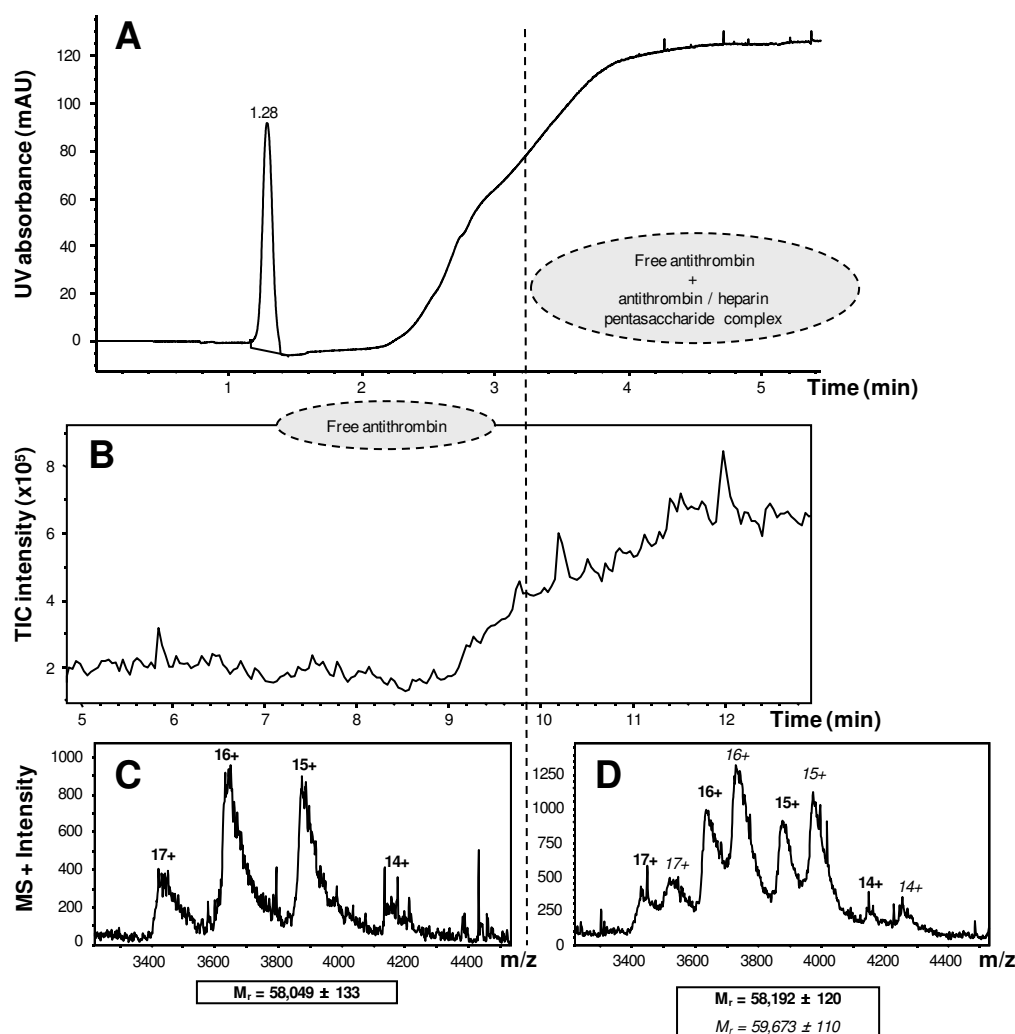 A
UV absorbance (mAU)
120
100
80
60
40
20
0
1.28
Free antithrombin
+
antithrombin / heparin
pentasaccharide complex
1 2 3 4 5 Time (min)
Free antithrombin
B
TIC intensity (x10⁵)
8
6
4
2
5 6 7 8 9 10 11 12 Time (min)
C
MS + Intensity
1000
800
600
400
200
0
17+ 16+ 15+ 14+
3400 3600 3800 4000 4200 4400 m/z
Mr = 58,049 ± 133
D
1250
1000
750
500
250
0
17+ 17+ 16+ 16+ 15+ 15+ 14+ 14+
3400 3600 3800 4000 4200 4400 m/z
Mr = 58,192 ± 120
Mr = 59,673 ± 110